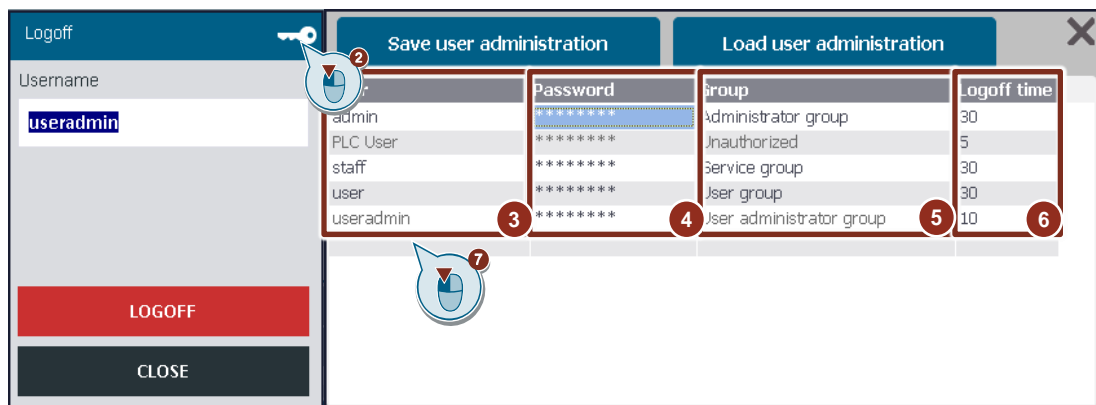 Logoff
2
Username
useradmin
LOGOFF
CLOSE
Save user administration Load user administration
Password Group Logoff time
admin ******** Administrator group 30
PLC User ******** Unauthorized 5
staff ******** Service group 30
user ******** User group 30
useradmin 3 ******** 4 User administrator group 5 10 6
7